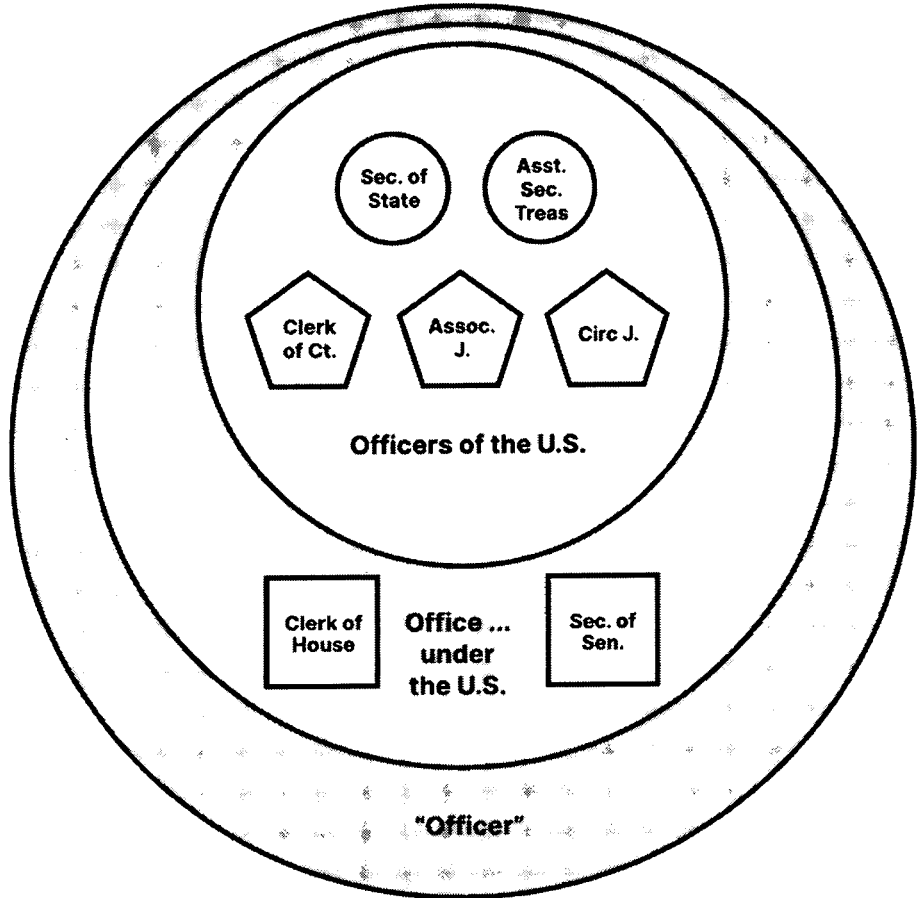 Sec. of
State
Asst.
Sec.
Treas
Clerk
of Ct.
Assoc.
J.
Circ J.
Officers of the U.S.
Clerk of
House
Office ...
under
the U.S.
Sec. of
Sen.
“Officer”